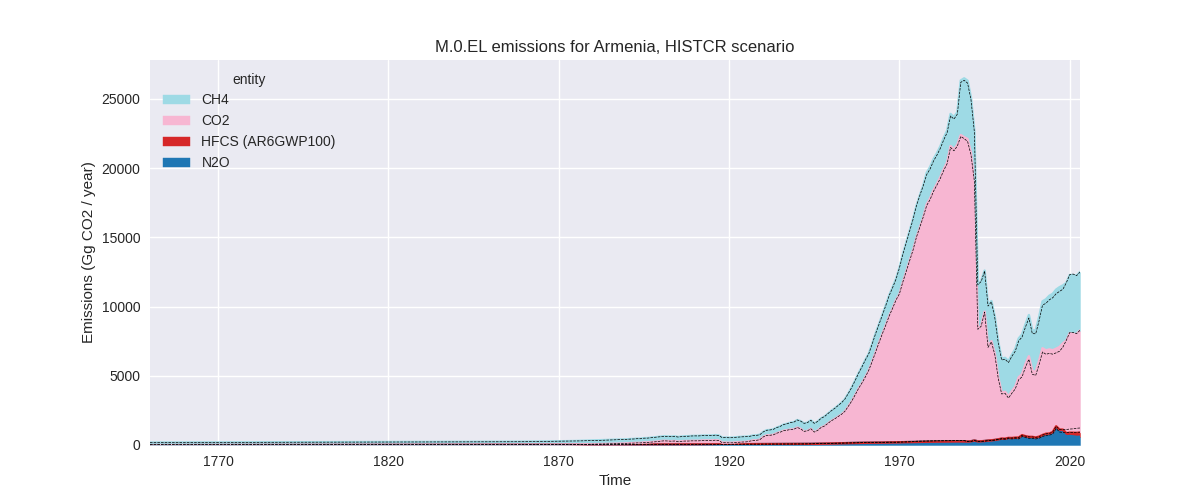 M.0.EL emissions for Armenia, HISTCR scenario
entity
CH4
CO2
HFCS (AR6GWP100)
N2O
Emissions (Gg CO2 / year)
25000
20000
15000
10000
5000
0
1770
1820
1870
1920
1970
2020
Time